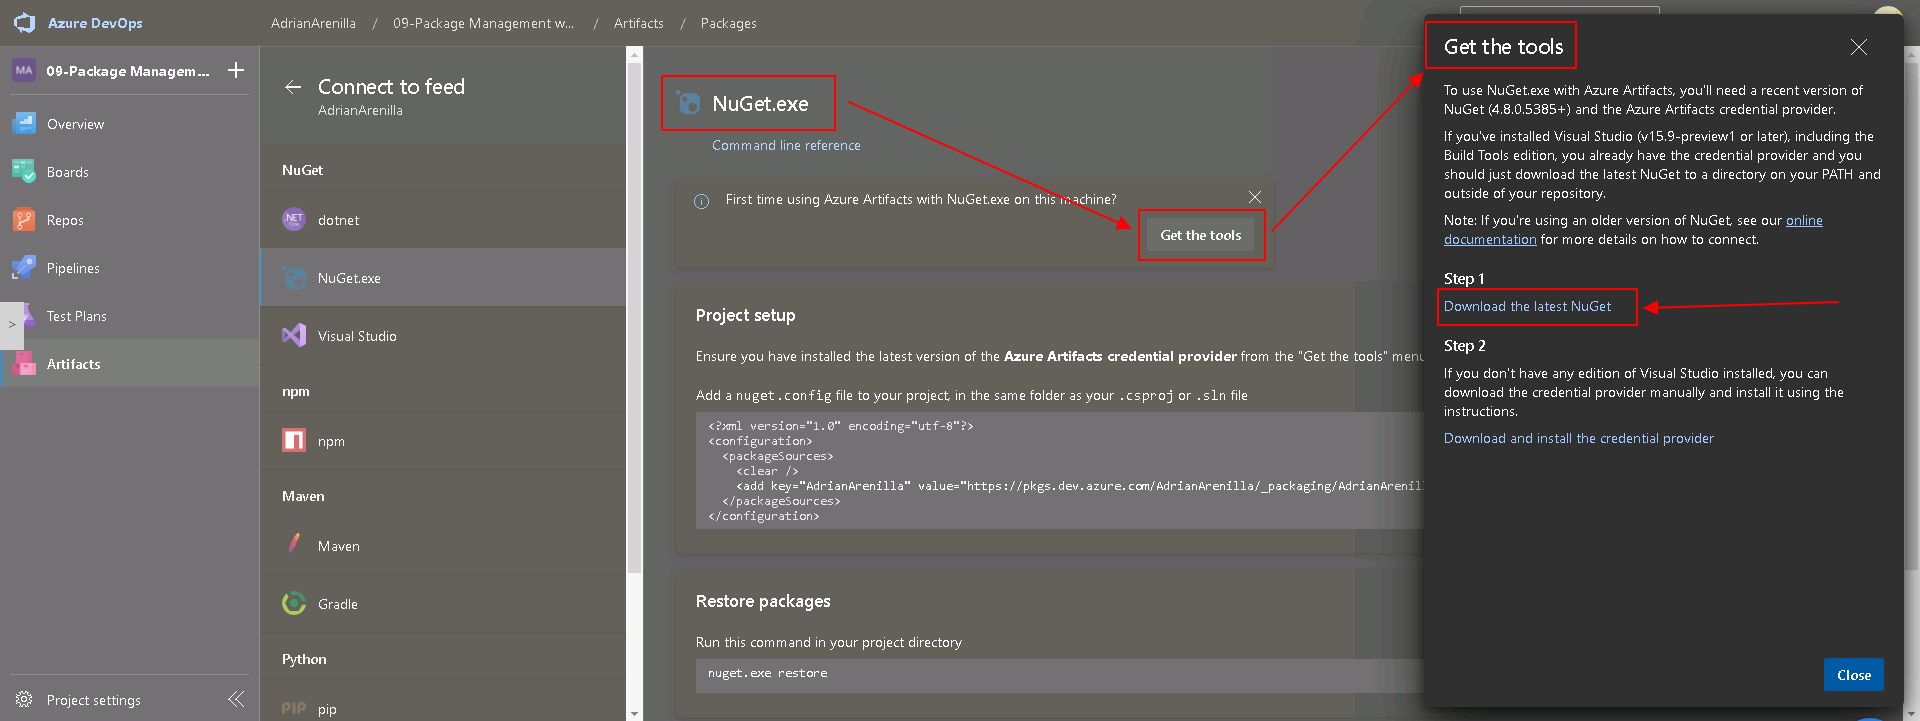 Azure DevOps
AdrianArenilla / 09-Package Management w... / Artifacts / Packages
MA 09-Package Managem...
Overview
Boards
Repos
Pipelines
Test Plans
Artifacts
Project settings
Connect to feed
AdrianArenilla
NuGet
dotnet
NuGet.exe
Visual Studio
npm
npm
Maven
Maven
Gradle
Python
pip
NuGet.exe
Command line reference
First time using Azure Artifacts with NuGet.exe on this machine?
Get the tools
Project setup
Ensure you have installed the latest version of the Azure Artifacts credential provider from the "Get the tools" menu
Add a nuget.config file to your project, in the same folder as your .csproj or .sln file
<?xml version="1.0" encoding="utf-8"?>
<configuration>
<packageSources>
<clear />
<add key="AdrianArenilla" value="https://pkgs.dev.azure.com/AdrianArenilla/_packaging/AdrianArenil
</packageSources>
</configuration>
Restore packages
Run this command in your project directory
nuget.exe restore
Get the tools
To use NuGet.exe with Azure Artifacts, you'll need a recent version of
NuGet (4.8.0.5385+) and the Azure Artifacts credential provider.
If you've installed Visual Studio (v15.9-preview1 or later), including the
Build Tools edition, you already have the credential provider and you
should just download the latest NuGet to a directory on your PATH and
outside of your repository.
Note: If you're using an older version of NuGet, see our online
documentation for more details on how to connect.
Step 1
Download the latest NuGet
Step 2
If you don't have any edition of Visual Studio installed, you can
download the credential provider manually and install it using the
instructions.
Download and install the credential provider
Close